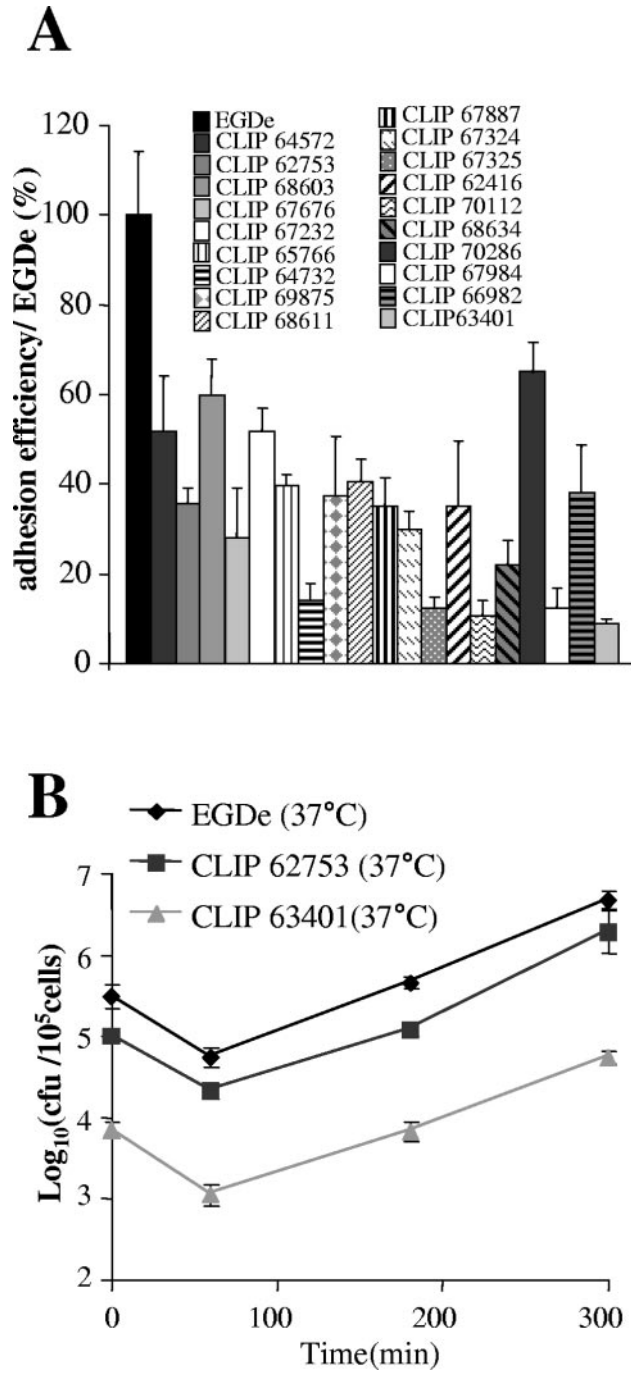 A
adhesion efficiency/ EGDe (%)
120
100
80
60
40
20
0
EGDe
CLIP 64572
CLIP 62753
CLIP 68603
CLIP 67676
CLIP 67232
CLIP 65766
CLIP 64732
CLIP 69875
CLIP 68611
CLIP 67887
CLIP 67324
CLIP 67325
CLIP 62416
CLIP 70112
CLIP 68634
CLIP 70286
CLIP 67984
CLIP 66982
CLIP63401
B
EGDe (37°C)
CLIP 62753 (37°C)
CLIP 63401(37°C)
Log₁₀(cfu /10⁵cells)
7
6
5
4
3
2
0 100 200 300
Time(min)